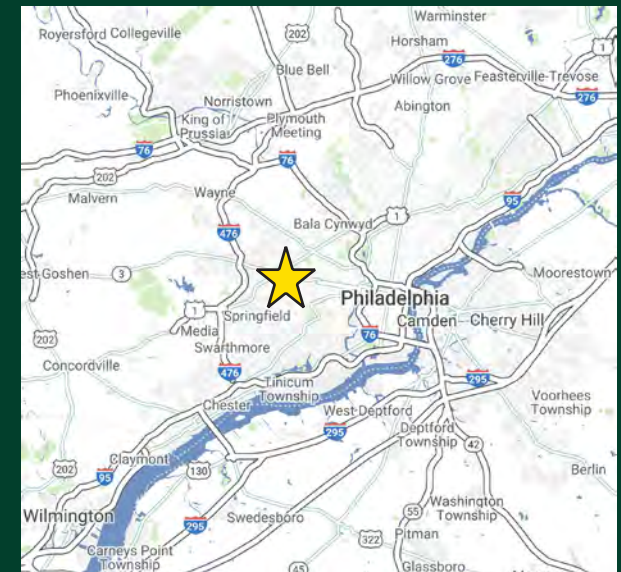 Warminster
Royersford Collegeville
202
Horsham
1
Blue Bell
276
Willow Grove
Feasterville-Trevose
Phoenixville
276
Norristown
Abington
King of
Prussia
Plymouth
Meeting
76
76
202
Wayne
95
Malvern
Bala Cynwyd
1
476
est Goshen
3
Moorestown
Philadelphia
1
Springfield
Camden
Cherry Hill
Media
76
202
Swarthmore
Concordville
476
Tinicum
Township
295
Chester
West Deptford
Voorhees
Township
295
Deptford
Township
42
Claymont
202
130
95
Berlin
Wilmington
Swedesboro
55
Washington
Township
295
Pitman
322
Carneys Point
Township
45
Glassboro